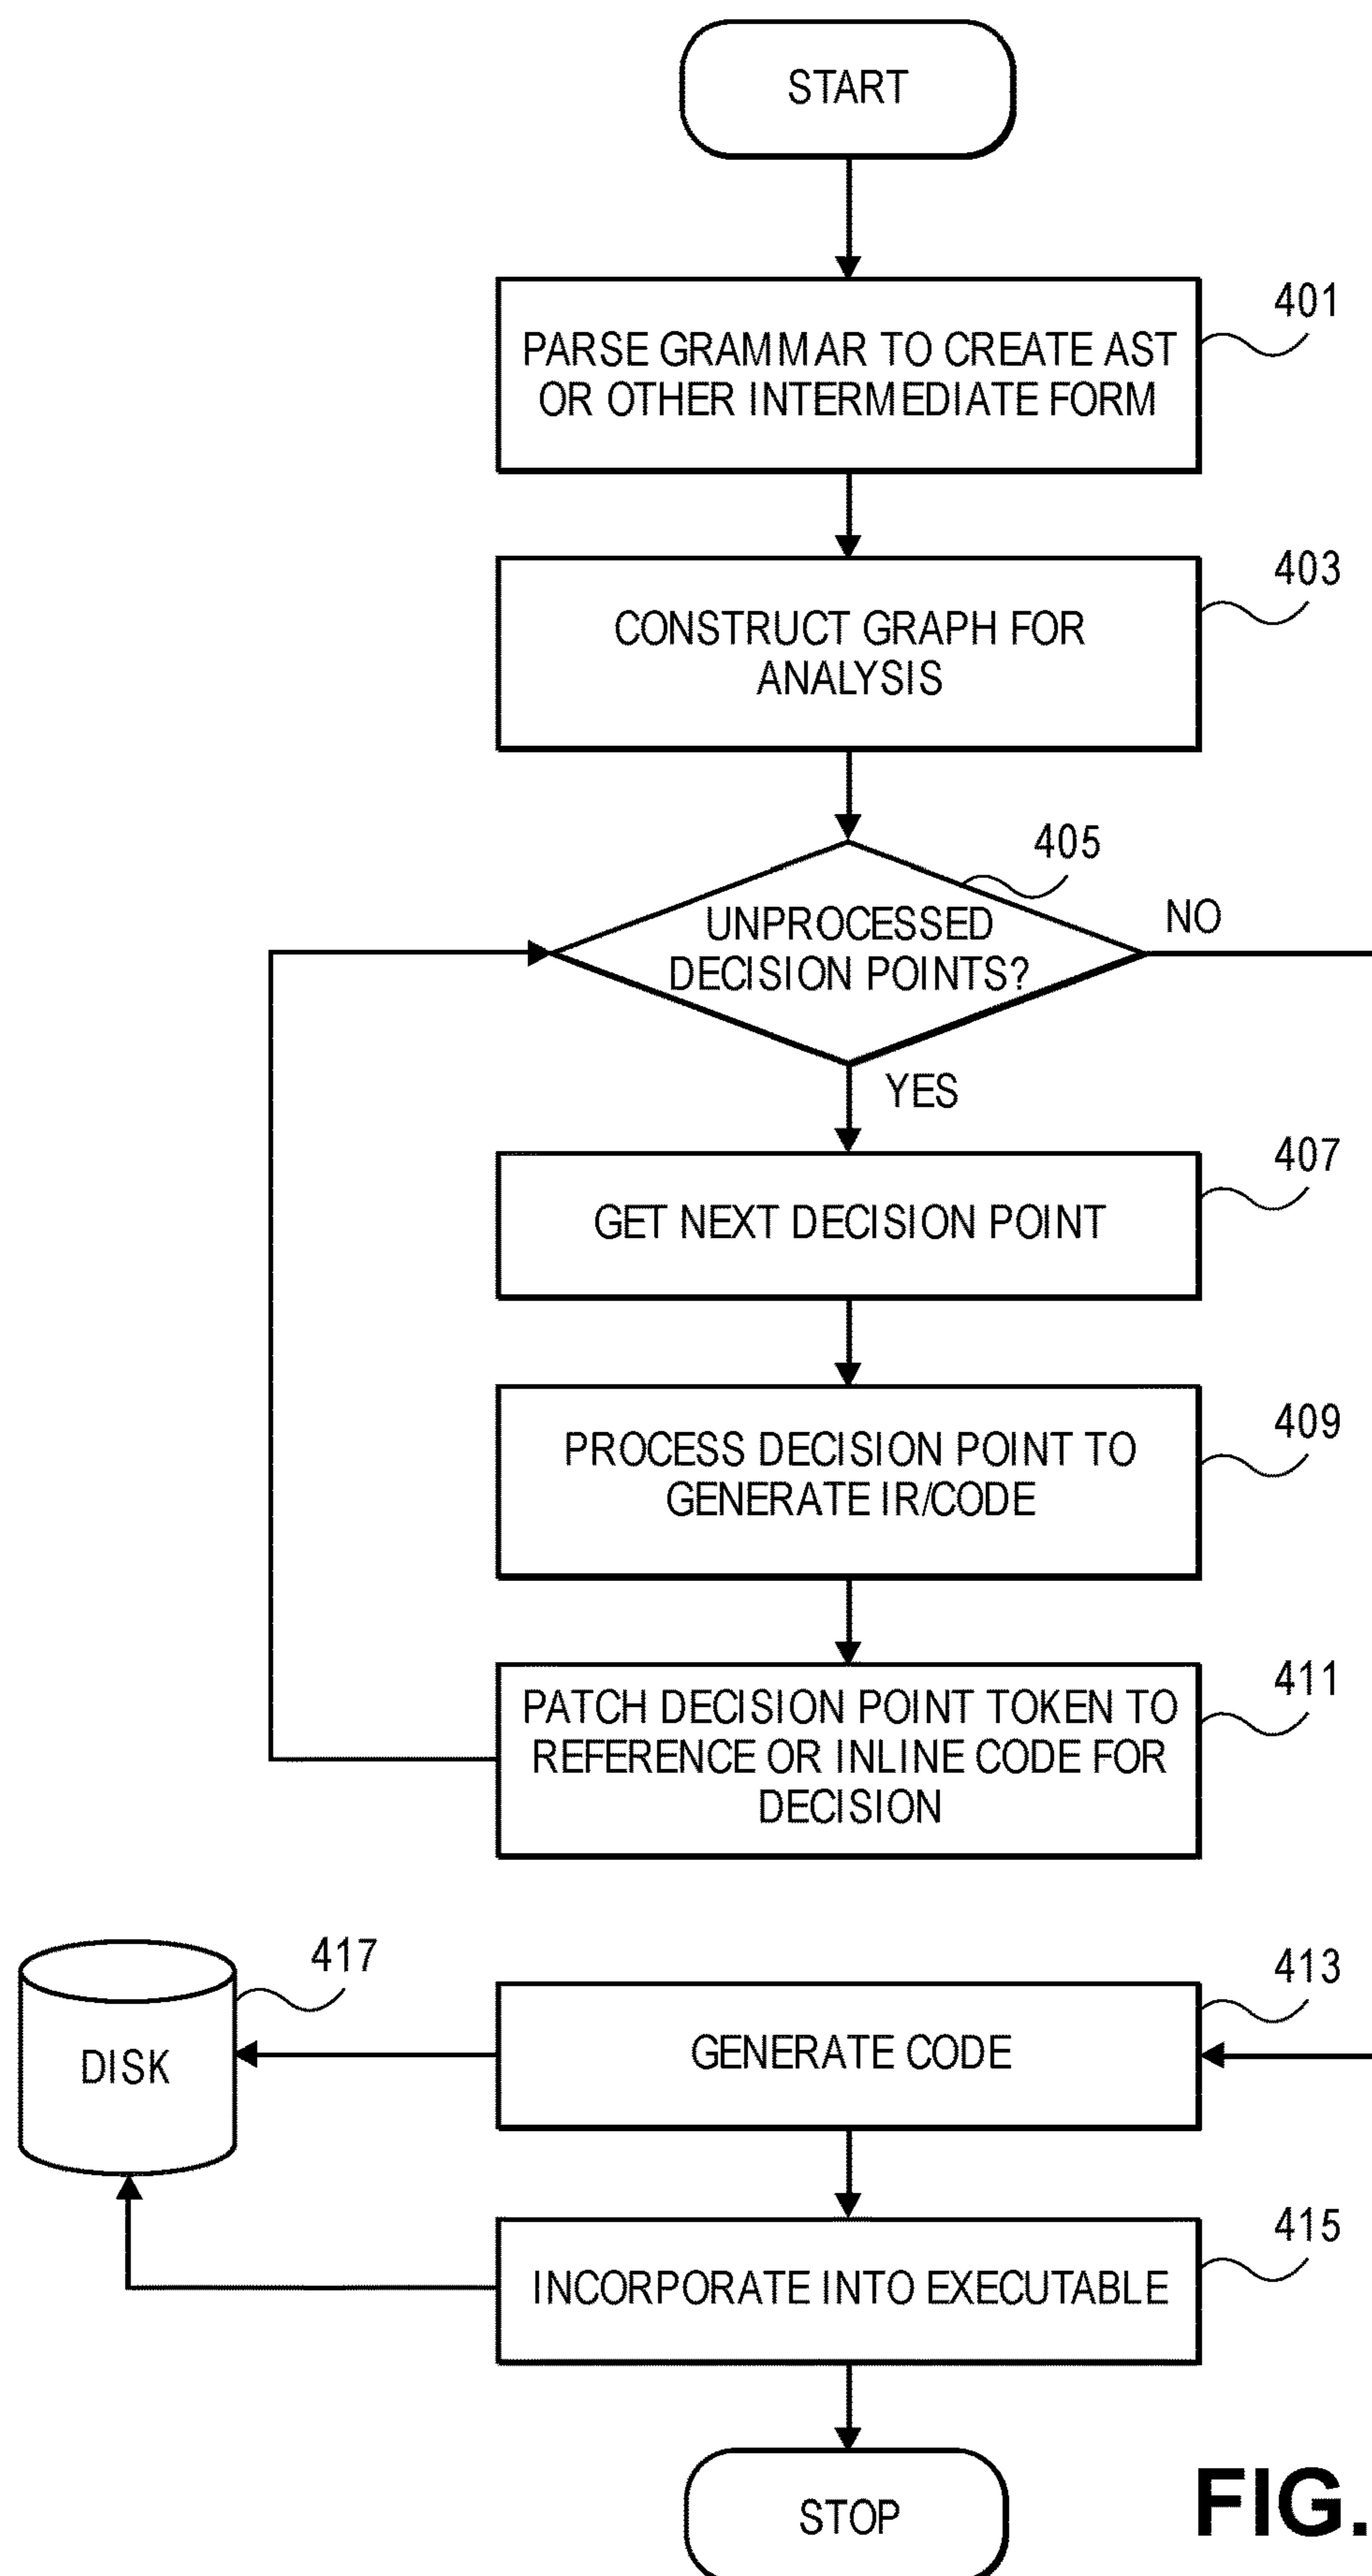 START
401
PARSE GRAMMAR TO CREATE AST
OR OTHER INTERMEDIATE FORM
403
CONSTRUCT GRAPH FOR
ANALYSIS
405
UNPROCESSED
DECISION POINTS?
NO
YES
407
GET NEXT DECISION POINT
409
PROCESS DECISION POINT TO
GENERATE IR/CODE
411
PATCH DECISION POINT TOKEN TO
REFERENCE OR INLINE CODE FOR
DECISION
417
DISK
413
GENERATE CODE
415
INCORPORATE INTO EXECUTABLE
STOP
FIG.